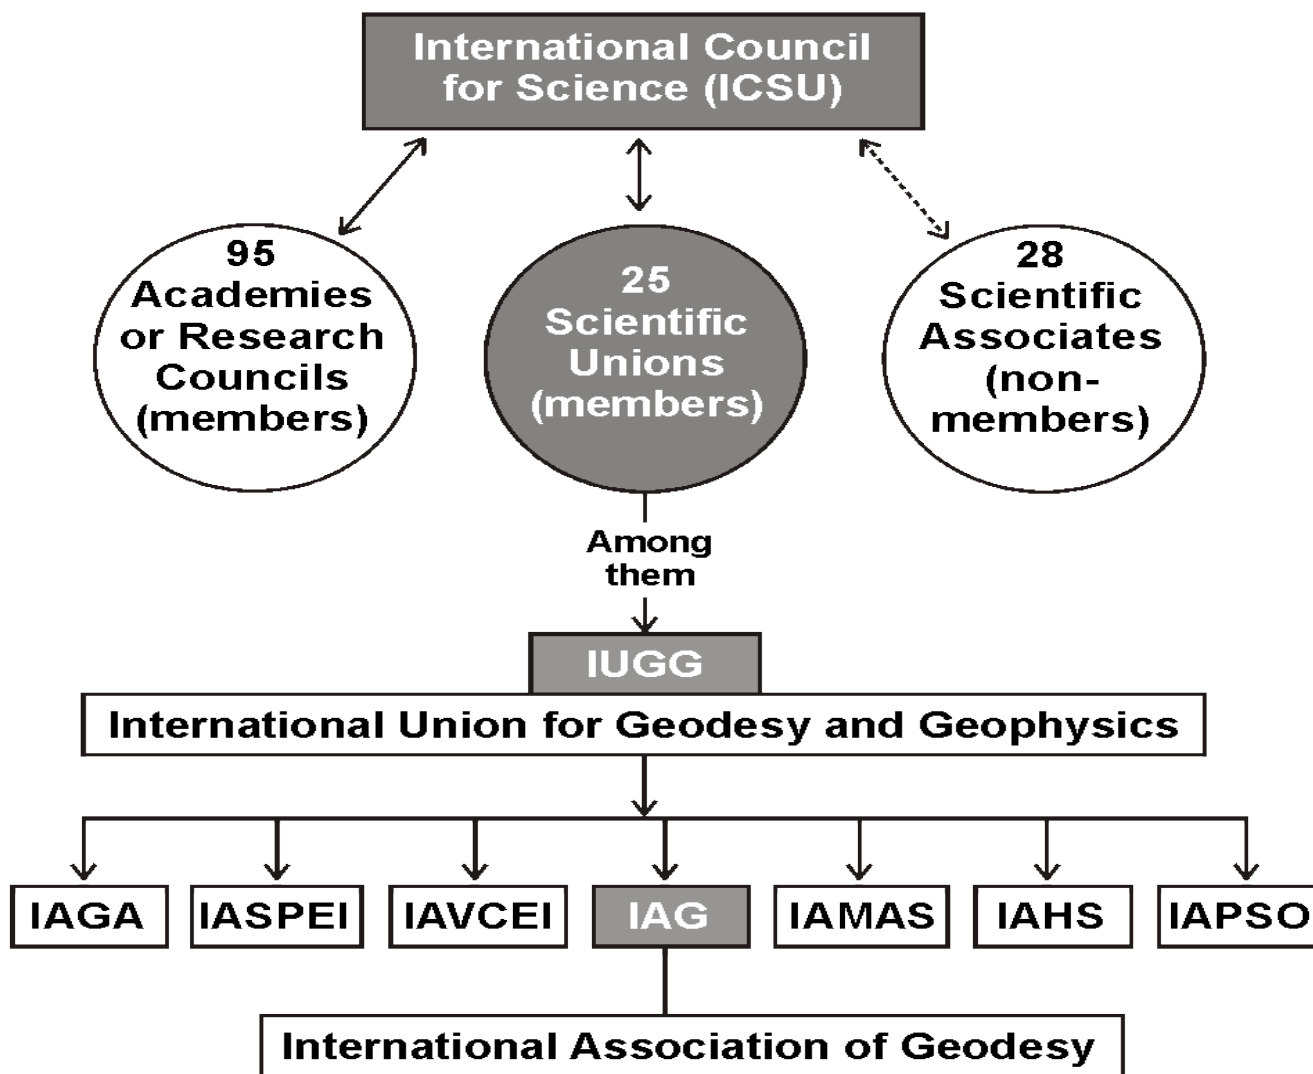 International Council
for Science (ICSU)
95
Academies
or Research
Councils
(members)
25
Scientific
Unions
(members)
28
Scientific
Associates
(non-
members)
Among
them
IUGG
International Union for Geodesy and Geophysics
IAGA
IASPEI
IAVCEI
IAG
IAMAS
IAHS
IAPSO
International Association of Geodesy